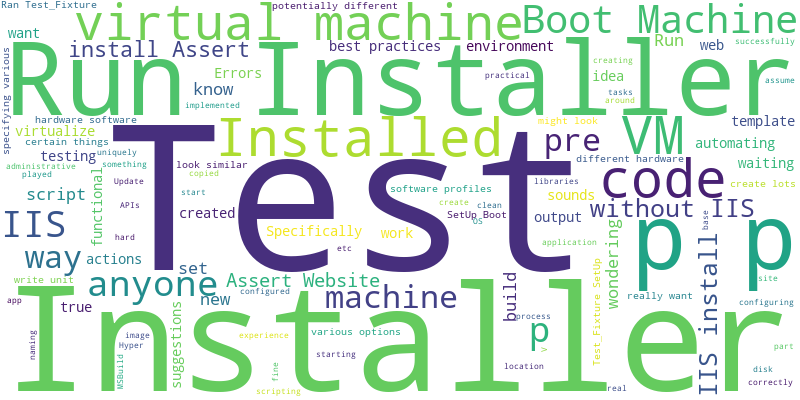 Ran Test_Fixture
potentially different
virtual machine
Boot Machine
want
install Assert
best practices
environment
Run
web
successfully
specifying various
Run Installer
Errors
know
practical
creating
idea
tasks
assume
implemented
around
hardware software
virtualize
certain things
Installed
might look
VM
template
testing
uniquely
something
Test
pre
automating
administrative
played
look similar
different hardware
waiting
script
functional
copied
software profiles
libraries
code
create lots
Update
start
create
clean
sounds
created
SetUp Boot
os
output
without IIS
IIS
APIs
hard
Specifically
work
application
wondering
p p
base
way
actions
set
etc
Test_Fixture SetUp
site
write unit
anyone
Assert Website
build
really want
configuring
new
configured
machine
location
IIS install
app
true
suggestions
process
part
naming
image
Hyper
experience
various options
p
v
disk
starting
fine
real
correctly
MSBuild
scripting
Installer